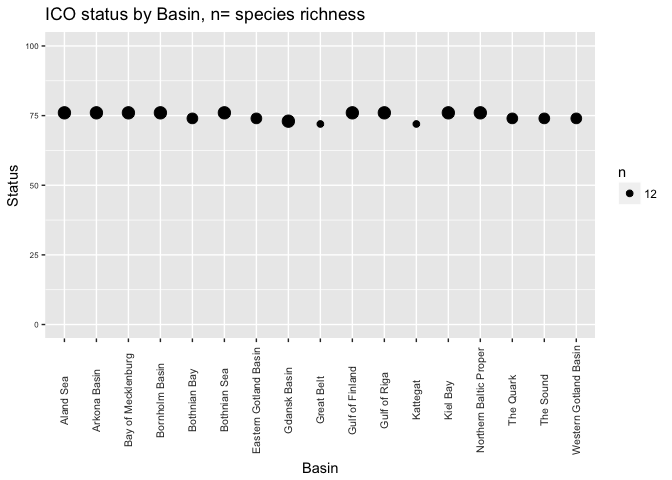 ICO status by Basin, n= species richness
100
75
50
25
0
Status
Aland Sea
Arkona Basin
Bay of Mecklenburg
Bornholm Basin
Bothnian Bay
Bothnian Sea
Eastern Gotland Basin
Gdansk Basin
Great Belt
Gulf of Finland
Gulf of Riga
Kattegat
Kiel Bay
Northern Baltic Proper
The Quark
The Sound
Western Gotland Basin
Basin
n
12